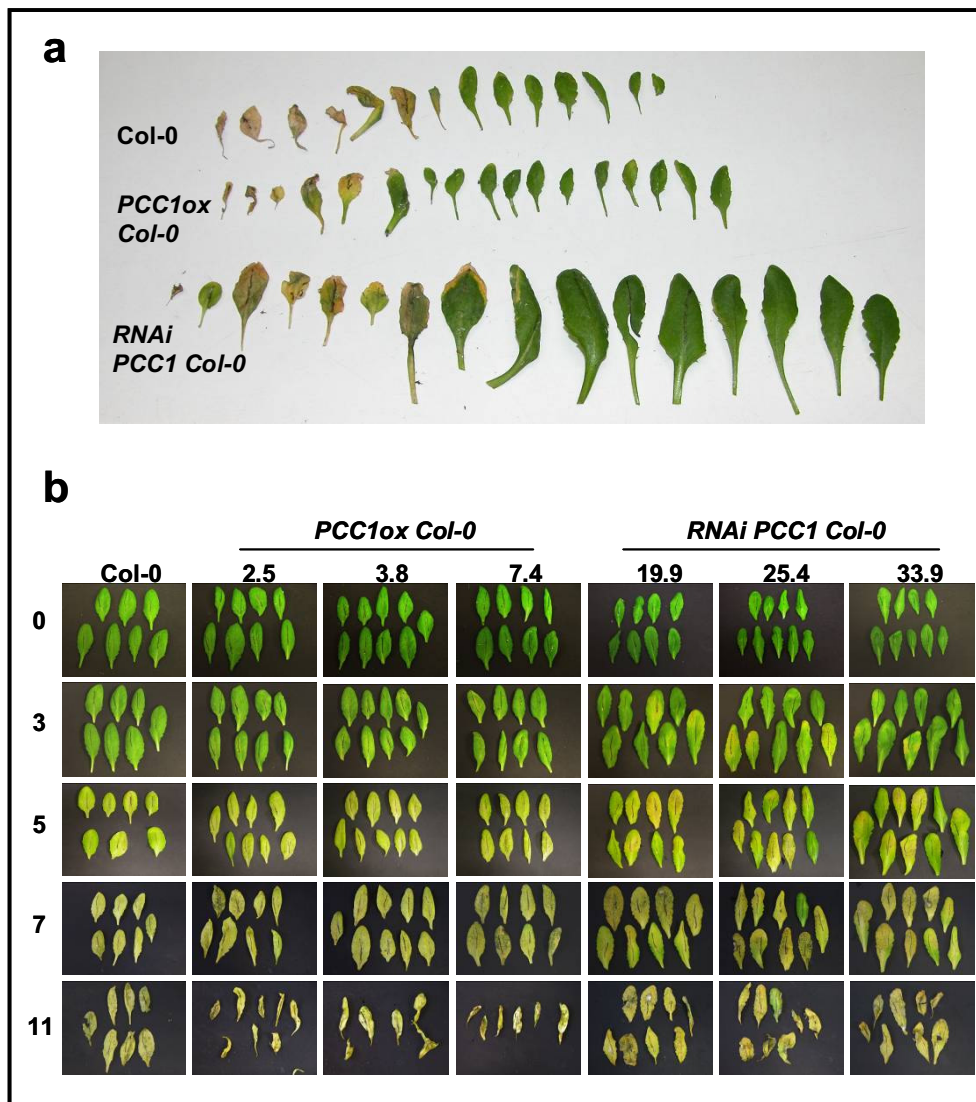 a
Col-0
PCC1ox
Col-0
RNAi
PCC1 Col-0
b
PCC1ox Col-0 RNAi PCC1 Col-0
Col-0 2.5 3.8 7.4 19.9 25.4 33.9
0
3
5
7
11